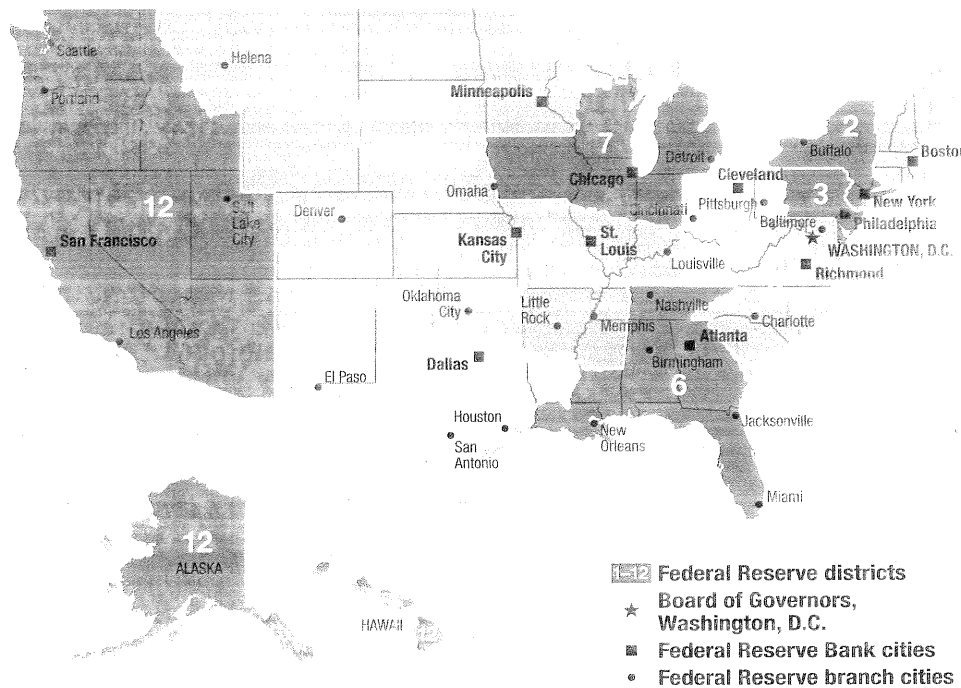 Seattle
Helena
Portland
Minneapolis
2
7
Buffalo
Boston
Detroit
Chicago
Cleveland
3
Omaha
Pittsburgh
New York
12
Salt
Lake
City
Denver
Cincinnati
Baltimore
Philadelphia
San Francisco
Kansas
City
St.
Louis
WASHINGTON, D.C.
Louisville
Richmond
Oklahoma
City
Little
Rock
Nashville
Memphis
Charlotte
Los Angeles
Atlanta
Dallas
Birmingham
El Paso
6
Houston
Jacksonville
New
Orleans
San
Antonio
Miami
12
ALASKA
HAWAII
1–12 Federal Reserve districts
Board of Governors,
Washington, D.C.
Federal Reserve Bank cities
Federal Reserve branch cities